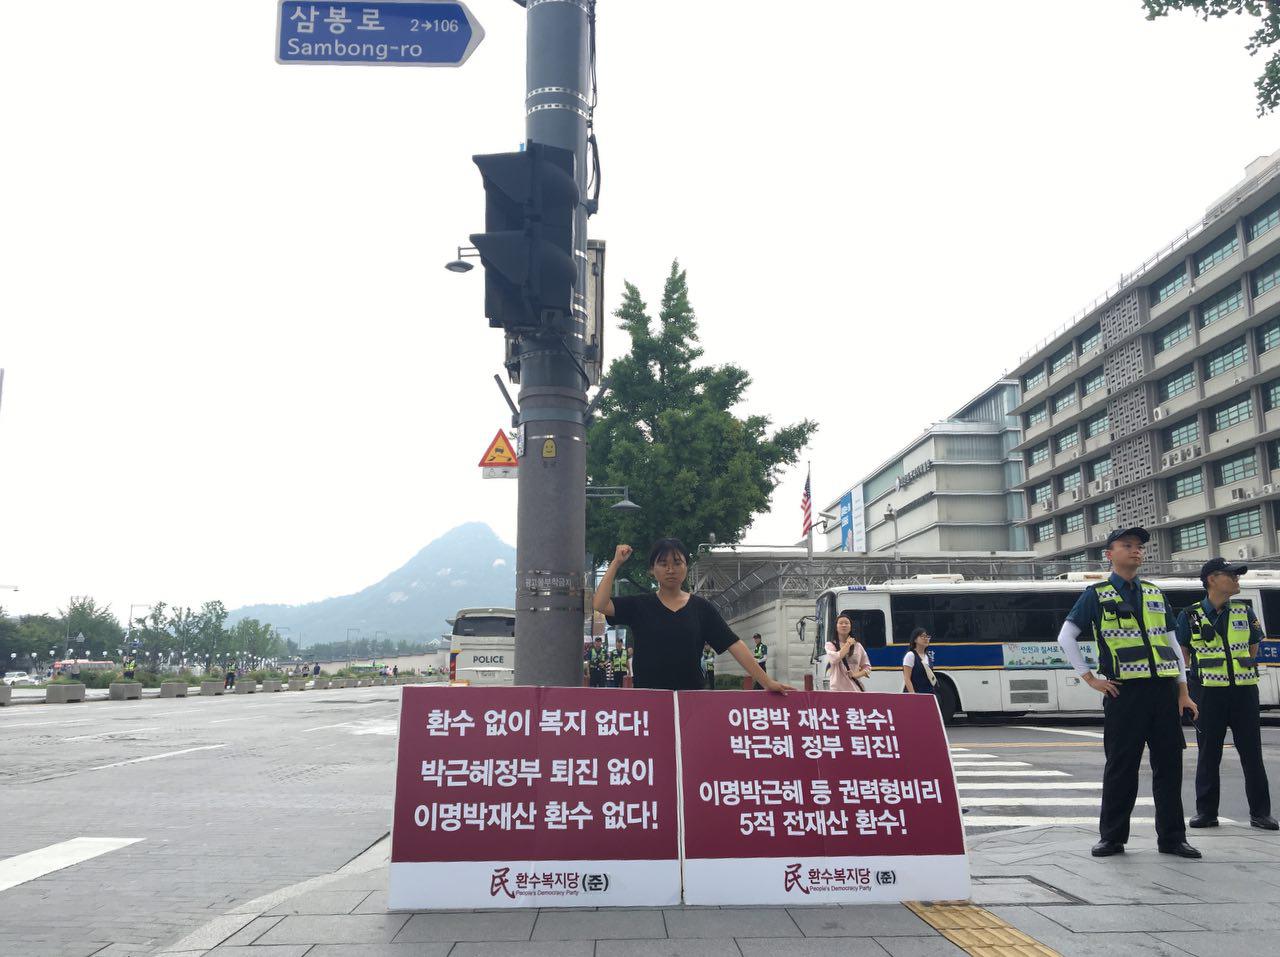 삼봉로 2→106
Sambong-ro
POLICE
환수 없이 복지 없다!
박근혜정부 퇴진 없이
이명박재산 환수 없다!
民 환수복지당 (준)
People's Democracy Party
이명박 재산 환수!
박근혜 정부 퇴진!
이명박근혜 등 권력형비리
5적 전재산 환수!
民 환수복지당 (준)
People's Democracy Party